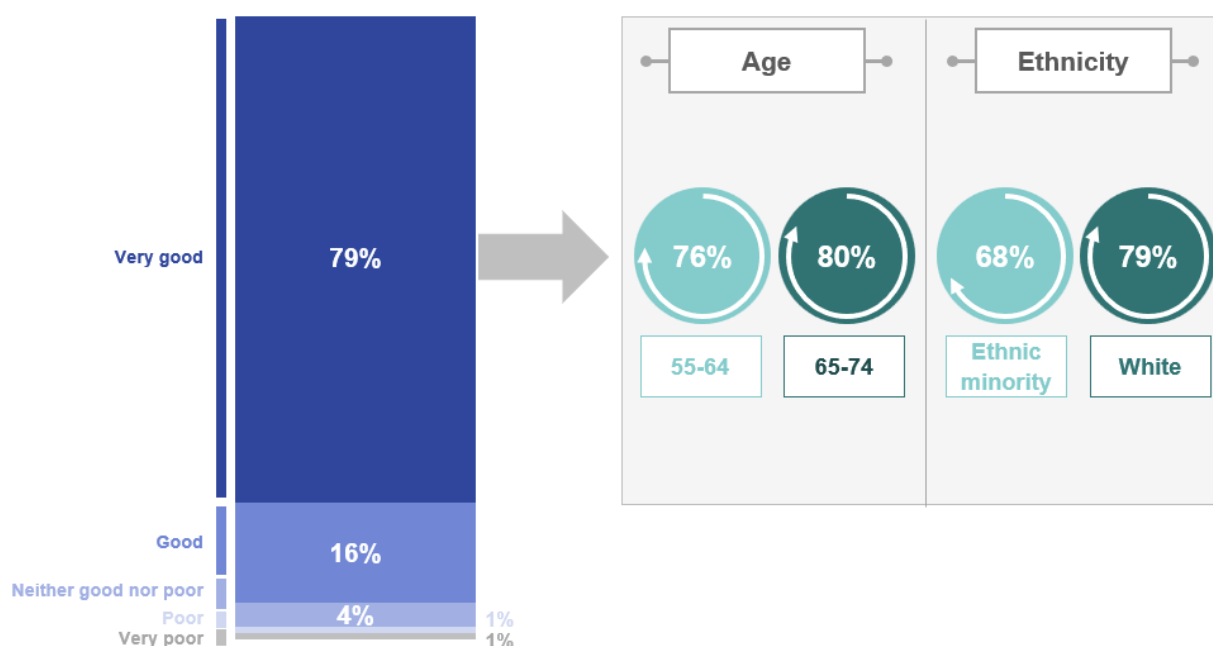 Very good
79%
Good
16%
Neither good nor poor
4%
Poor
1%
Very poor
1%
Age
Ethnicity
76%
80%
68%
79%
55-64
65-74
Ethnic
minority
White